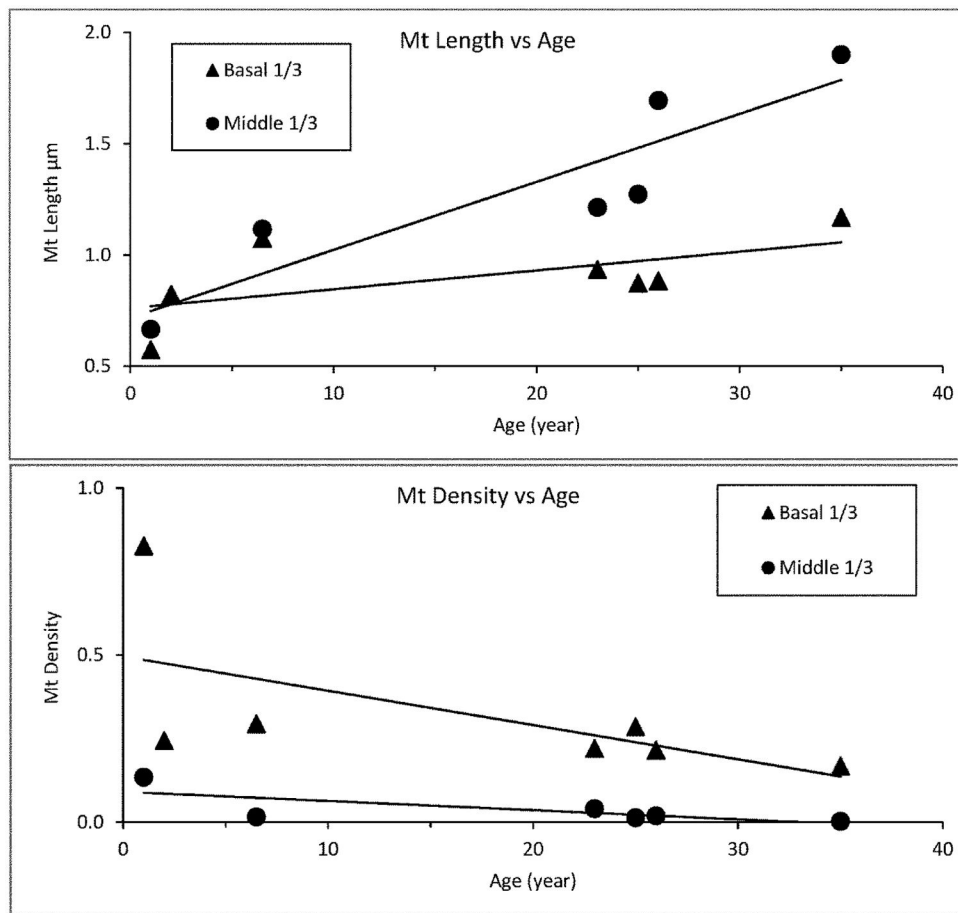 Mt Length vs Age
Basal 1/3
Middle 1/3
2.0
1.5
1.0
0.5
Mt Length µm
0 10 20 30 40
Age (year)
Mt Density vs Age
Basal 1/3
Middle 1/3
1.0
0.5
0.0
Mt Density
0 10 20 30 40
Age (year)